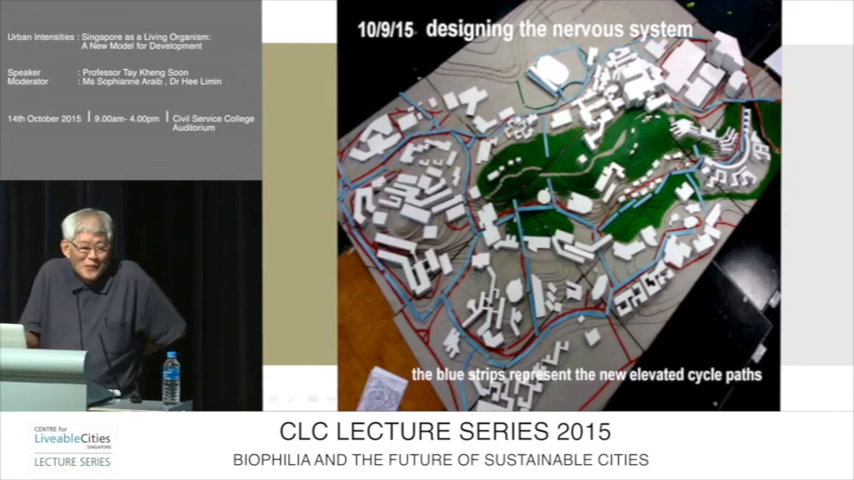 Urban Intensities : Singapore as a Living Organism:
A New Model for Development
Speaker : Professor Tay Kheng Soon
Moderator : Ms Sophianne Araib , Dr Hee Limin
14th October 2015 | 9.00am- 4.00pm | Civil Service College
Auditorium
10/9/15 designing the nervous system
the blue strips represent the new elevated cycle paths
CENTRE for
LiveableCities
SINGAPORE
LECTURE SERIES
CLC LECTURE SERIES 2015
BIOPHILIA AND THE FUTURE OF SUSTAINABLE CITIES